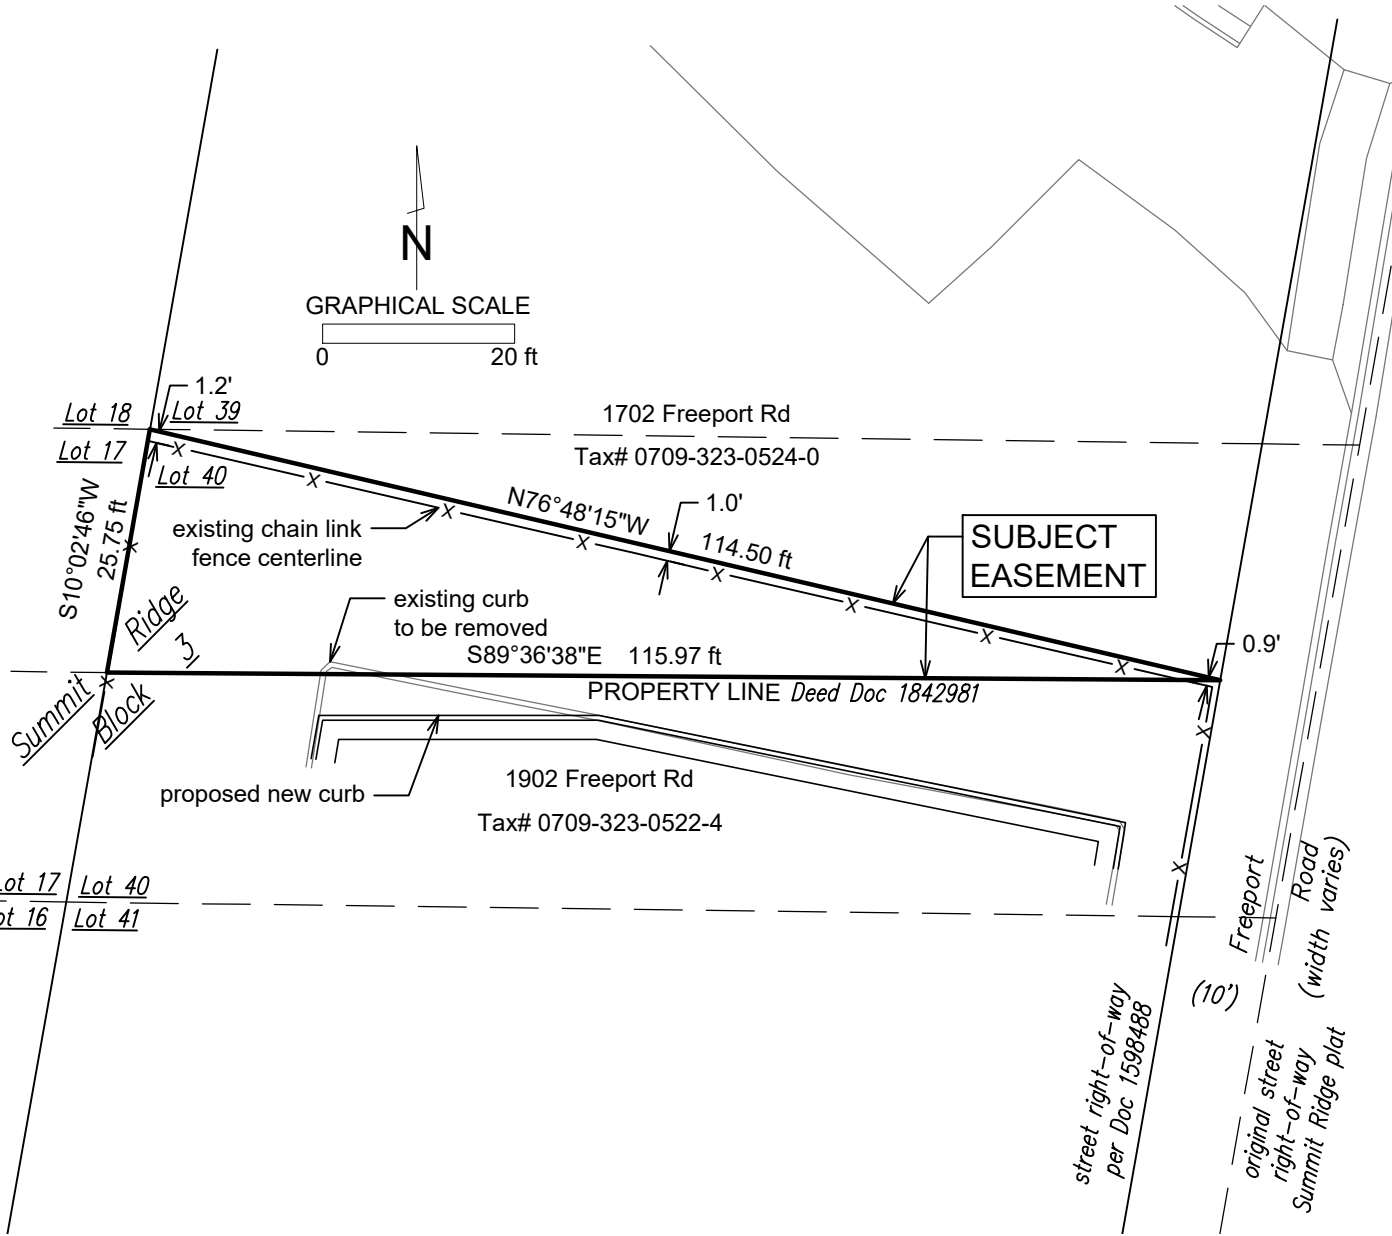 N
GRAPHICAL SCALE
0 20 ft
1.2'
Lot 18 Lot 39
Lot 17
Lot 40
1702 Freeport Rd
Tax# 0709-323-0524-0
S10°02'46"W
25.75 ft
existing chain link
fence centerline
N76°48'15"W 114.50 ft
1.0'
SUBJECT
EASEMENT
existing curb
to be removed
0.9'
S89°36'38"E 115.97 ft
PROPERTY LINE Deed Doc 1842981
Summit Ridge
Block 3
proposed new curb
1902 Freeport Rd
Tax# 0709-323-0522-4
Lot 17 Lot 40
ot 16 Lot 41
Freeport Road
(width varies)
(10')
street right-of-way
per Doc 1598488
original street
right-of-way
Summit Ridge plat